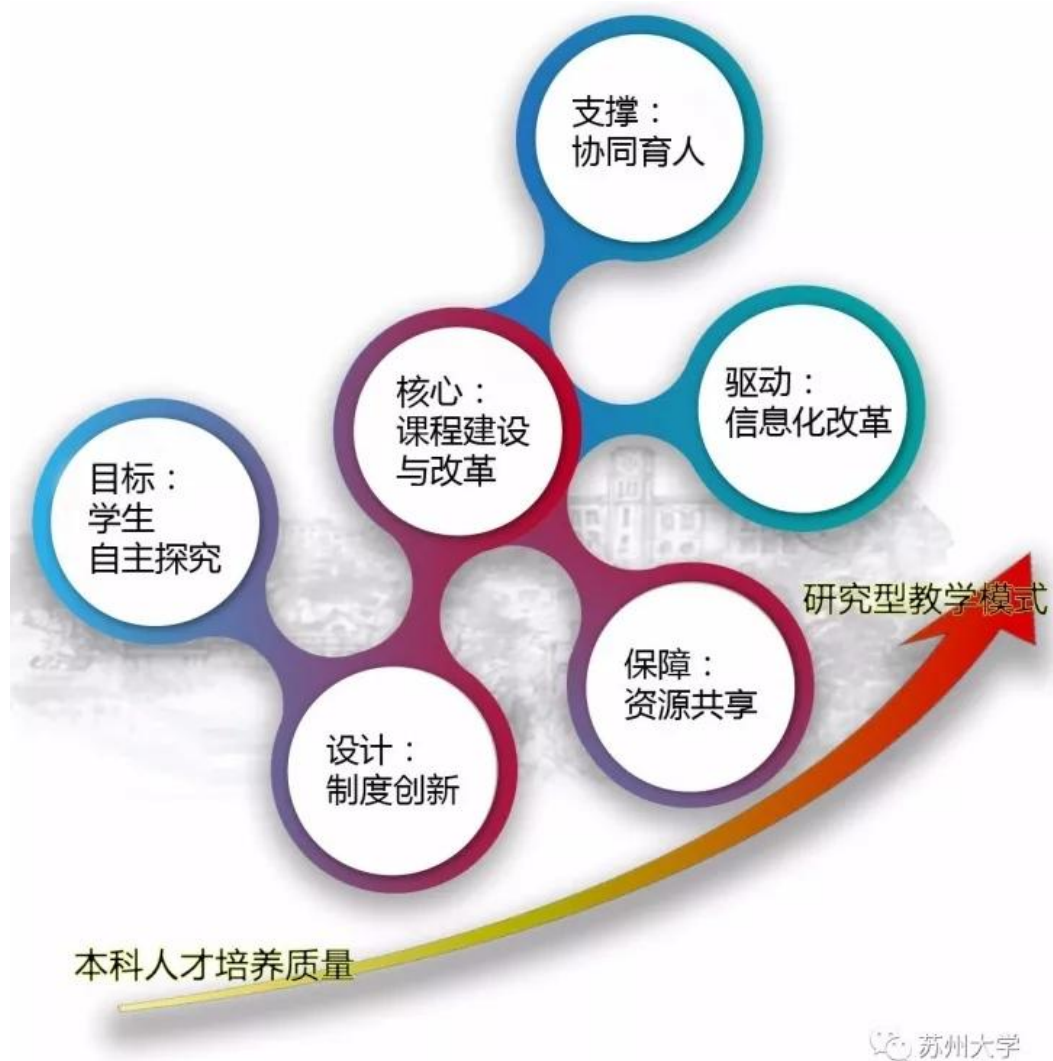 支撑：
协同育人
驱动：
信息化改革
核心：
课程建设
与改革
目标：
学生
自主探究
研究型教学模式
保障：
资源共享
设计：
制度创新
本科人才培养质量
苏州大学